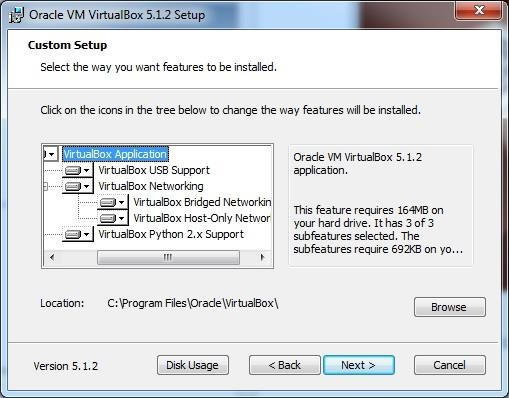 Oracle VM VirtualBox 5.1.2 Setup
Custom Setup
Select the way you want features to be installed.
Click on the icons in the tree below to change the way features will be installed.
VirtualBox Application
VirtualBox USB Support
VirtualBox Networking
VirtualBox Bridged Networkin
VirtualBox Host-Only Networ
VirtualBox Python 2.x Support
Oracle VM VirtualBox 5.1.2
application.
This feature requires 164MB on
your hard drive. It has 3 of 3
subfeatures selected. The
subfeatures require 692KB on yo...
Location: C:\Program Files\Oracle\VirtualBox\
Browse
Version 5.1.2
Disk Usage
< Back
Next >
Cancel